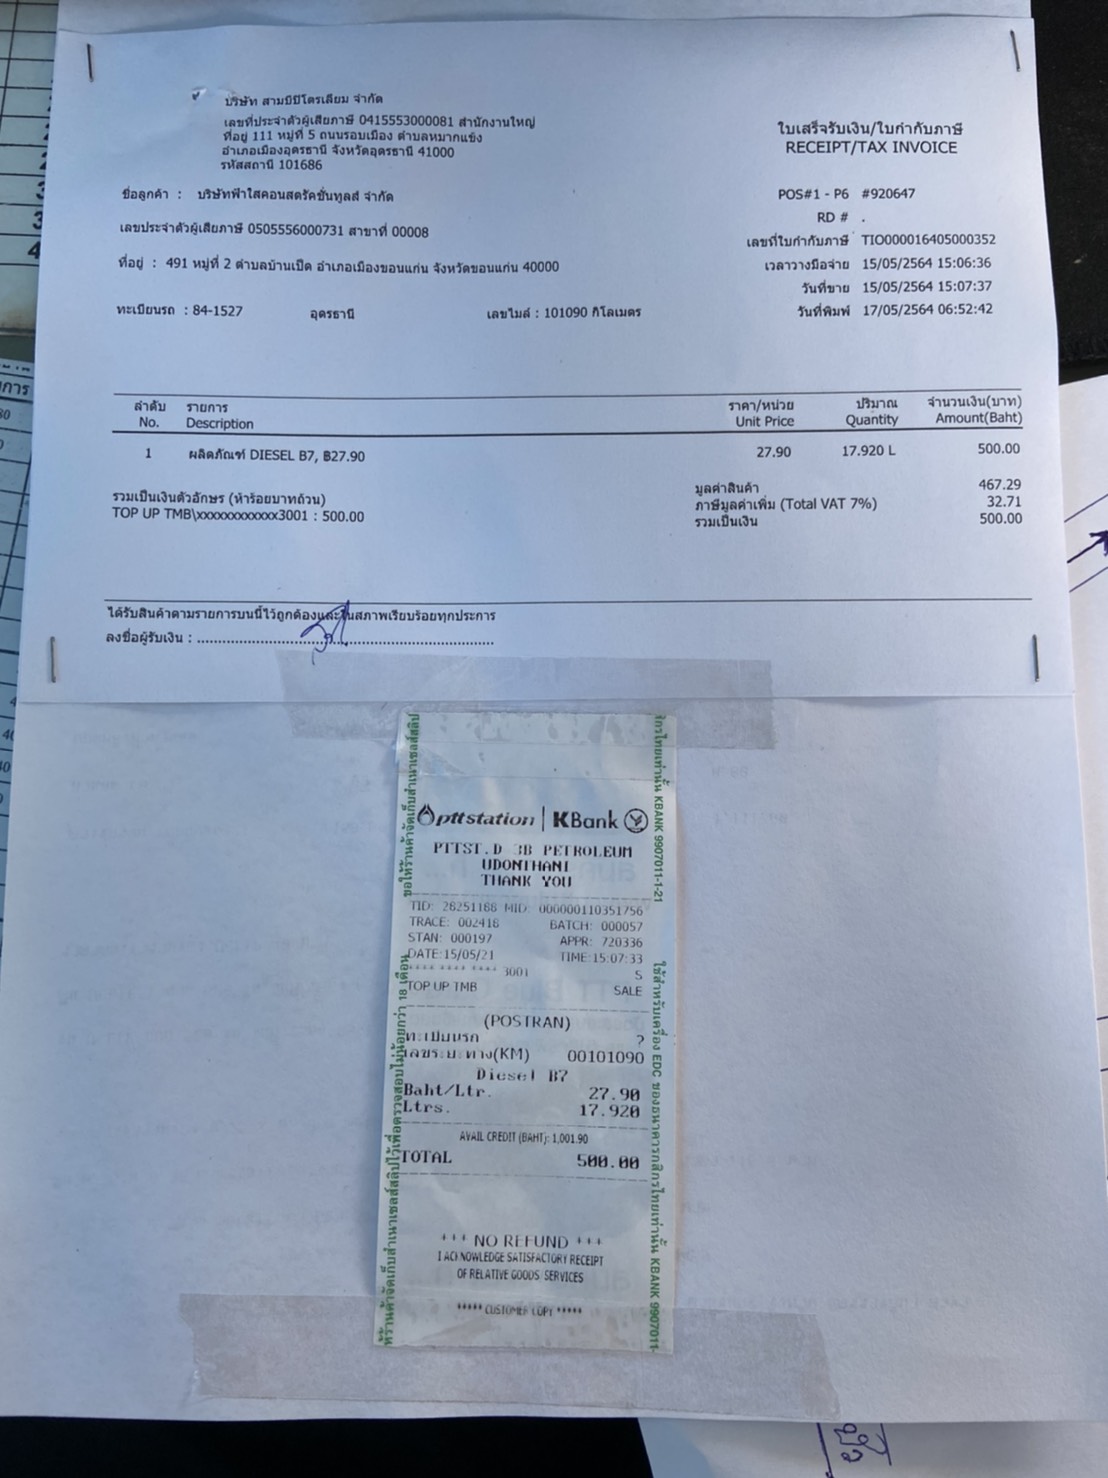 บริษัท สามบีปิโตรเลียม จำกัด
เลขที่ประจำตัวผู้เสียภาษี 0415553000081 สำนักงานใหญ่
ที่อยู่ 111 หมู่ที่ 5 ถนนรอบเมือง ตำบลหมากแข้ง
อำเภอเมืองอุดรธานี จังหวัดอุดรธานี 41000
รหัสสถานี 101686
ใบเสร็จรับเงิน/ใบกำกับภาษี
RECEIPT/TAX INVOICE
ชื่อลูกค้า : บริษัทฟ้าใสคอนสตรัคชั่นทูลส์ จำกัด
POS#1 - P6 #920647
RD # .
เลขประจำตัวผู้เสียภาษี 0505556000731 สาขาที่ 00008
เลขที่ใบกำกับภาษี TIO000016405000352
ที่อยู่ : 491 หมู่ที่ 2 ตำบลบ้านเป็ด อำเภอเมืองขอนแก่น จังหวัดขอนแก่น 40000
เวลาวางมือจ่าย 15/05/2564 15:06:36
วันที่ขาย 15/05/2564 15:07:37
ทะเบียนรถ : 84-1527 อุดรธานี เลขไมล์ : 101090 กิโลเมตร
วันที่พิมพ์ 17/05/2564 06:52:42
ลำดับ รายการ ราคา/หน่วย ปริมาณ จำนวนเงิน(บาท)
No. Description Unit Price Quantity Amount(Baht)
1 ผลิตภัณฑ์ DIESEL B7, ฿27.90 27.90 17.920 L 500.00
มูลค่าสินค้า 467.29
รวมเป็นเงินตัวอักษร (ห้าร้อยบาทถ้วน)
ภาษีมูลค่าเพิ่ม (Total VAT 7%) 32.71
TOP UP TMB\xxxxxxxxxxxx3001 : 500.00
รวมเป็นเงิน 500.00
ได้รับสินค้าตามรายการบนนี้ไว้ถูกต้องและในสภาพเรียบร้อยทุกประการ
ลงชื่อผู้รับเงิน :
pttstation | KBank
PTTST.D 3B PETROLEUM
UDONTHANI
THANK YOU
TID: 28251188 MID: 000000110351756
TRACE: 002418 BATCH: 000057
STAN: 000197 APPR: 720336
DATE:15/05/21 TIME:15:07:33
**** **** **** 3001 S
TOP UP TMB SALE
(POSTRAN)
ทะเบียนรถ ?
เลขระยะทาง(KM) 00101090
Diesel B7
Baht/Ltr. 27.90
Ltrs. 17.920
AVAIL CREDIT (BAHT): 1,001.90
TOTAL 500.00
+++ NO REFUND +++
I ACKNOWLEDGE SATISFACTORY RECEIPT
OF RELATIVE GOODS/SERVICES
***** CUSTOMER COPY *****
ใช้สำหรับเครื่อง EDC ของธนาคารกสิกรไทยเท่านั้น KBANK 9907011-
กรไทยเท่านั้น KBANK 9907011-1-21